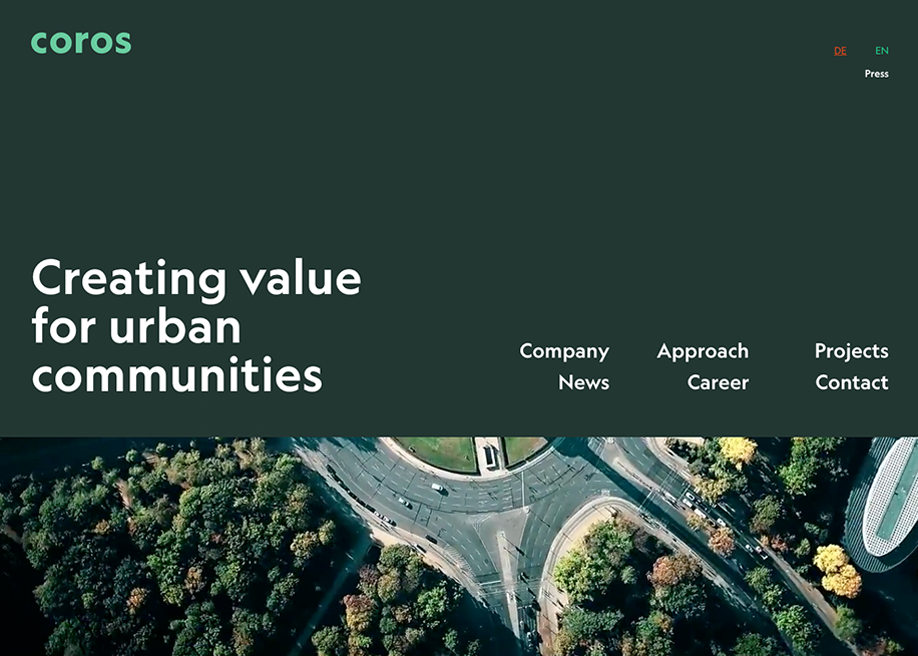 coros
DE EN
Press
Creating value
for urban
communities
Company Approach Projects
News Career Contact